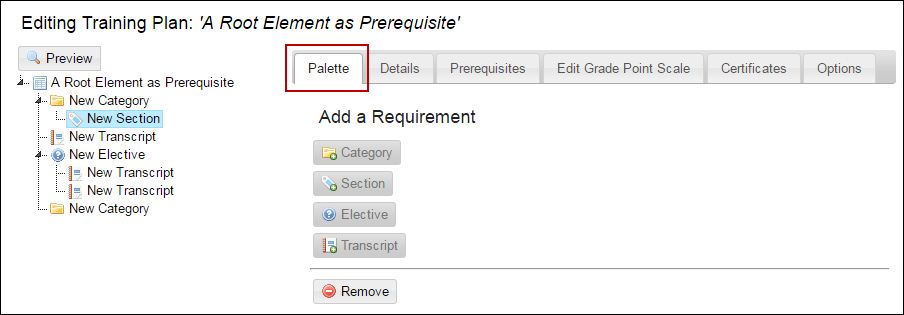 Editing Training Plan: 'A Root Element as Prerequisite'
Preview
A Root Element as Prerequisite
New Category
New Section
New Transcript
New Elective
New Transcript
New Transcript
New Category
Palette Details Prerequisites Edit Grade Point Scale Certificates Options
Add a Requirement
Category
Section
Elective
Transcript
Remove